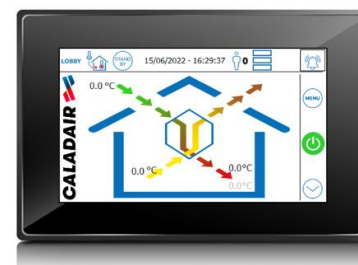 LOBBY
STAND
BY
15/06/2022 - 16:29:37
0
0.0 °C
MENU
CALADAIR
0.0 °C
0.0°C
0.0°C